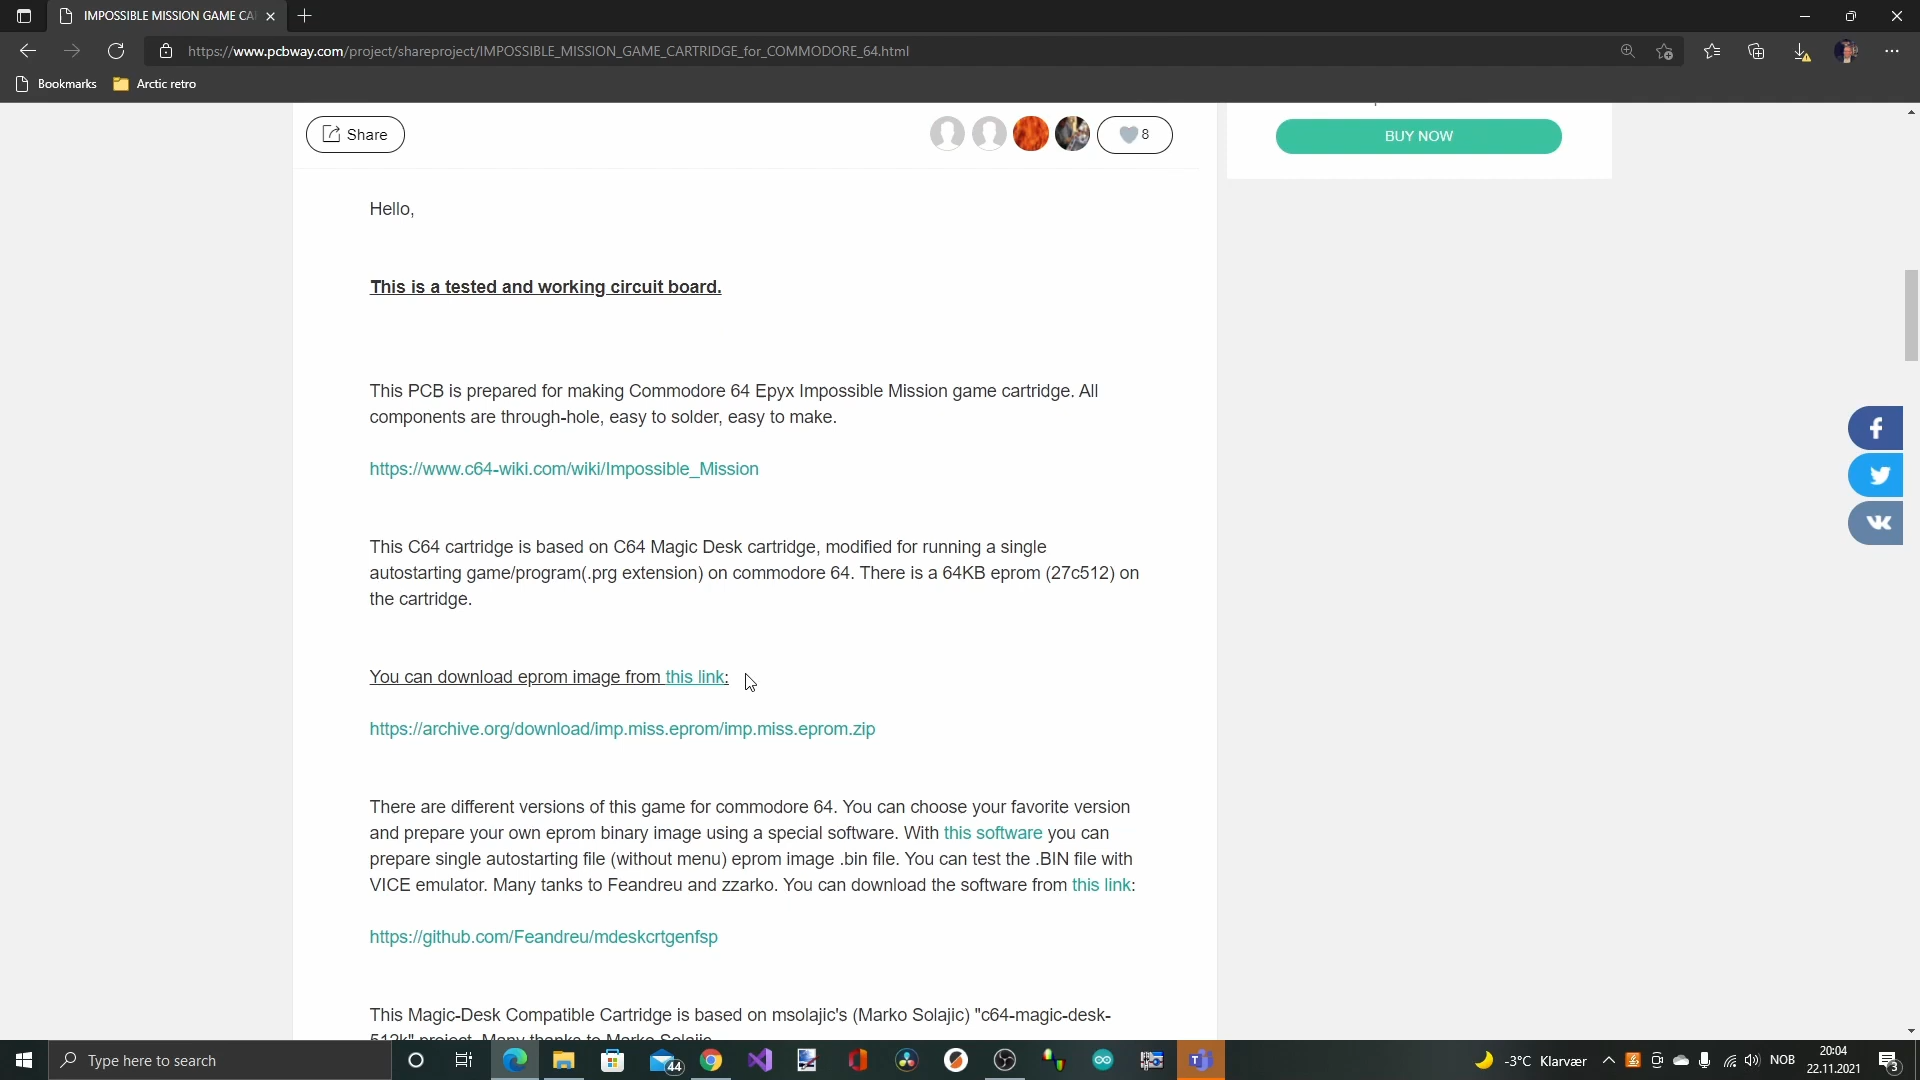 IMPOSSIBLE MISSION GAME CA
https://www.pcbway.com/project/shareproject/IMPOSSIBLE_MISSION_GAME_CARTRIDGE_for_COMMODORE_64.html
Bookmarks
Arctic retro
Share
8
BUY NOW
Hello,
This is a tested and working circuit board.
This PCB is prepared for making Commodore 64 Epyx Impossible Mission game cartridge. All
components are through-hole, easy to solder, easy to make.
https://www.c64-wiki.com/wiki/Impossible_Mission
This C64 cartridge is based on C64 Magic Desk cartridge, modified for running a single
autostarting game/program(.prg extension) on commodore 64. There is a 64KB eprom (27c512) on
the cartridge.
You can download eprom image from this link:
https://archive.org/download/imp.miss.eprom/imp.miss.eprom.zip
There are different versions of this game for commodore 64. You can choose your favorite version
and prepare your own eprom binary image using a special software. With this software you can
prepare single autostarting file (without menu) eprom image .bin file. You can test the .BIN file with
VICE emulator. Many tanks to Feandreu and zzarko. You can download the software from this link:
https://github.com/Feandreu/mdeskcrtgenfsp
This Magic-Desk Compatible Cartridge is based on msolajic's (Marko Solajic) "c64-magic-desk-
512k" project. Many thanks to Marko Solajic.
Type here to search
44
-3°C Klarvær
NOB
20:04
22.11.2021
3